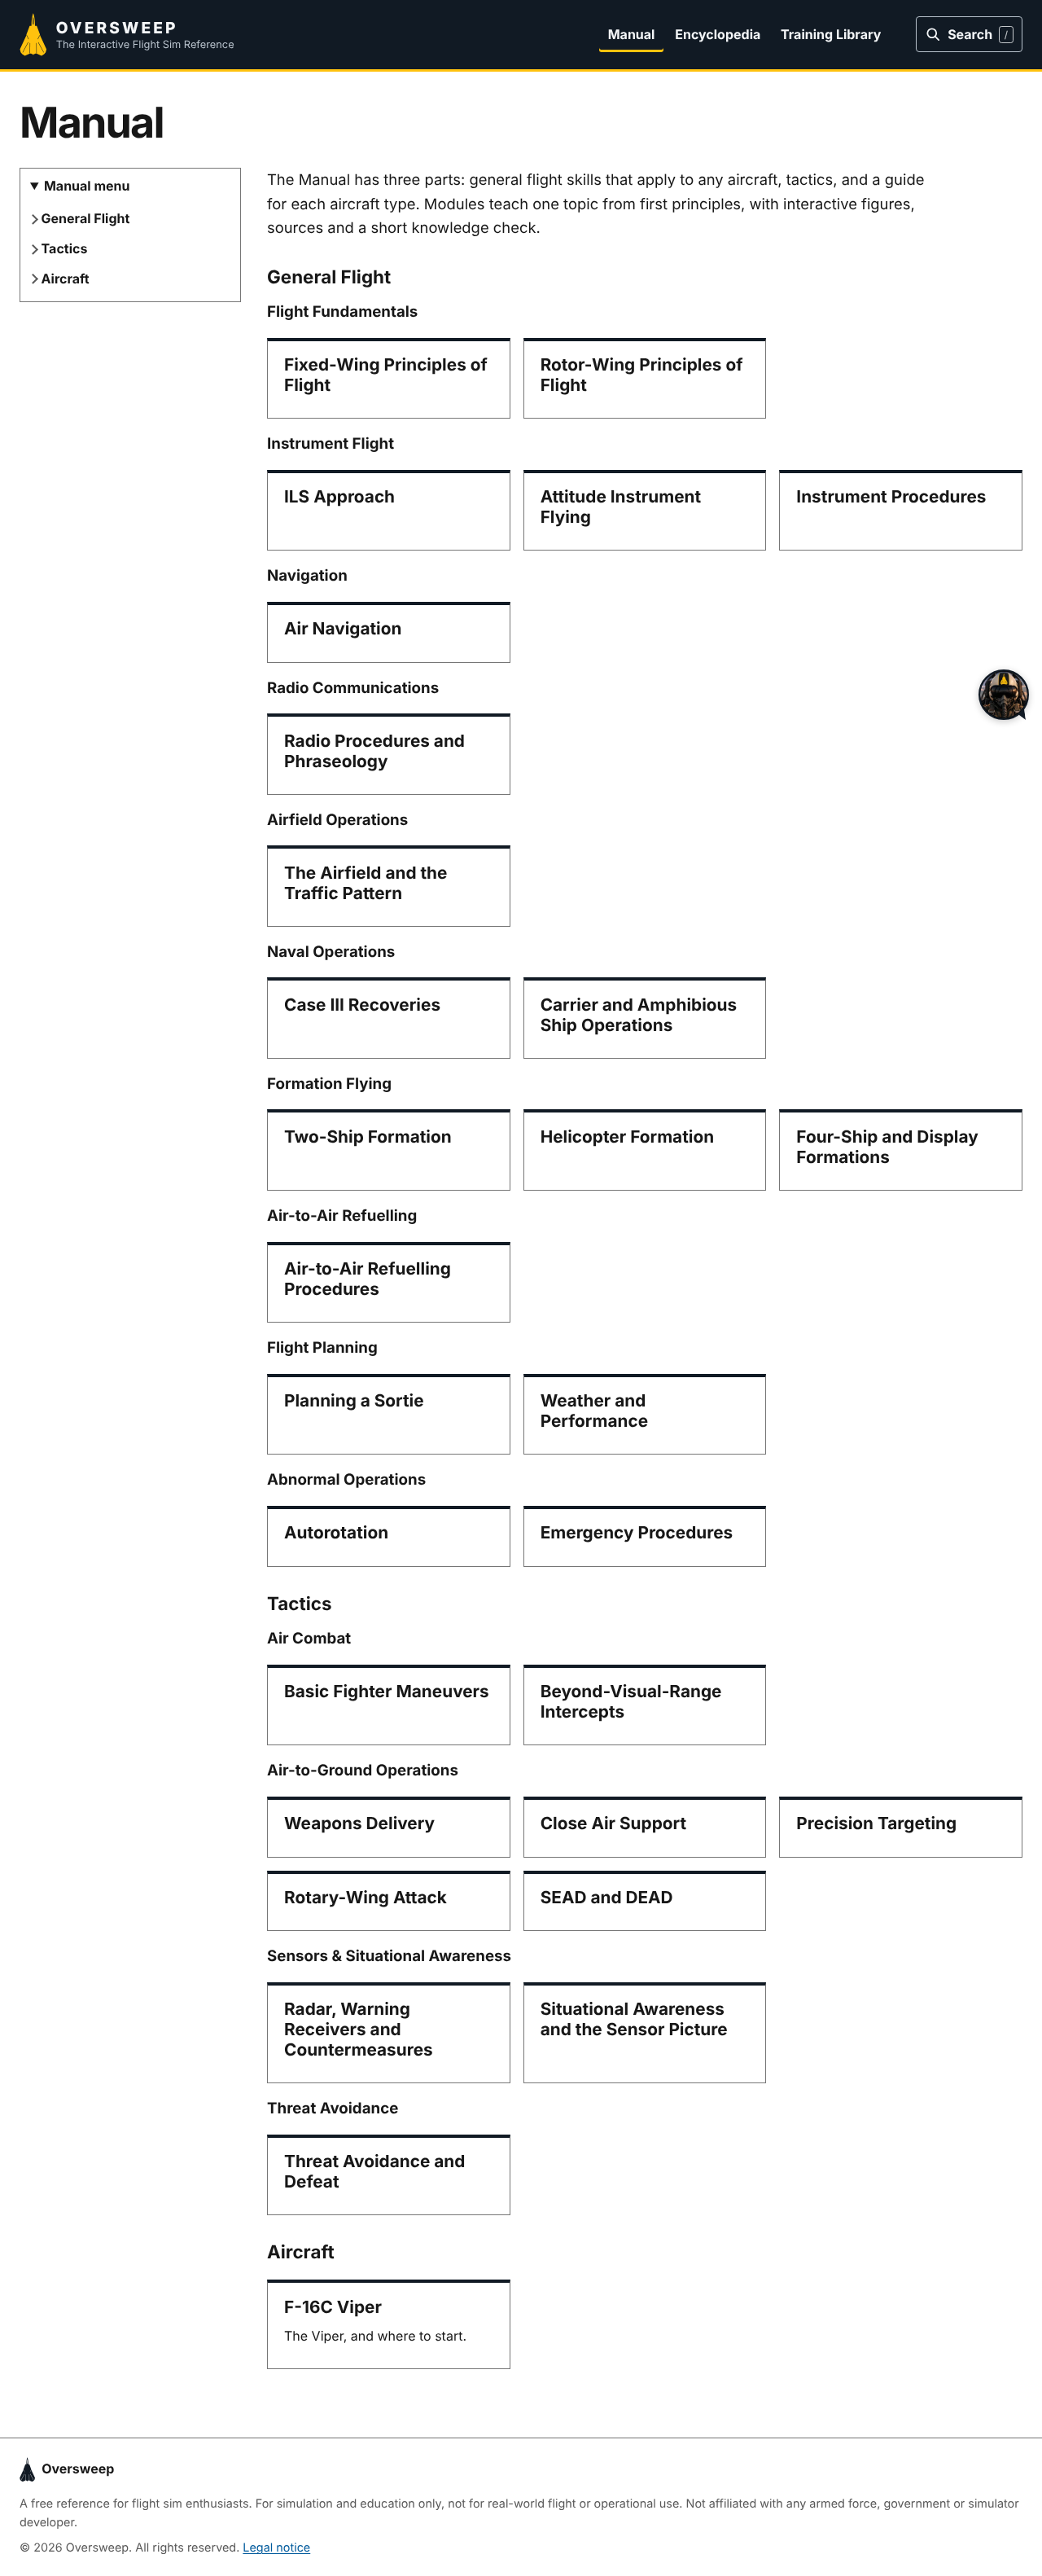 OVERSWEEP
The Interactive Flight Sim Reference
Manual
Encyclopedia
Training Library
Search /
Manual
Manual menu
General Flight
Tactics
Aircraft
The Manual has three parts: general flight skills that apply to any aircraft, tactics, and a guide
for each aircraft type. Modules teach one topic from first principles, with interactive figures,
sources and a short knowledge check.
General Flight
Flight Fundamentals
Fixed-Wing Principles of
Flight
Rotor-Wing Principles of
Flight
Instrument Flight
ILS Approach
Attitude Instrument
Flying
Instrument Procedures
Navigation
Air Navigation
Radio Communications
Radio Procedures and
Phraseology
Airfield Operations
The Airfield and the
Traffic Pattern
Naval Operations
Case III Recoveries
Carrier and Amphibious
Ship Operations
Formation Flying
Two-Ship Formation
Helicopter Formation
Four-Ship and Display
Formations
Air-to-Air Refuelling
Air-to-Air Refuelling
Procedures
Flight Planning
Planning a Sortie
Weather and
Performance
Abnormal Operations
Autorotation
Emergency Procedures
Tactics
Air Combat
Basic Fighter Maneuvers
Beyond-Visual-Range
Intercepts
Air-to-Ground Operations
Weapons Delivery
Close Air Support
Precision Targeting
Rotary-Wing Attack
SEAD and DEAD
Sensors & Situational Awareness
Radar, Warning
Receivers and
Countermeasures
Situational Awareness
and the Sensor Picture
Threat Avoidance
Threat Avoidance and
Defeat
Aircraft
F-16C Viper
The Viper, and where to start.
Oversweep
A free reference for flight sim enthusiasts. For simulation and education only, not for real-world flight or operational use. Not affiliated with any armed force, government or simulator
developer.
© 2026 Oversweep. All rights reserved. Legal notice